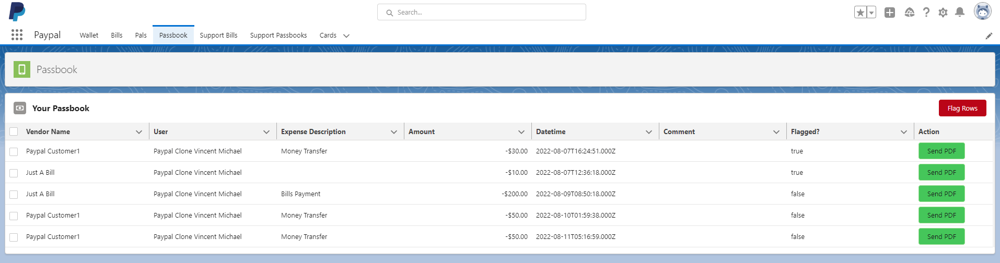 Search...
Paypal Wallet Bills Pals Passbook Support Bills Support Passbooks Cards
Passbook
Your Passbook Flag Rows
Vendor Name User Expense Description Amount Datetime Comment Flagged? Action
Paypal Customer1 Paypal Clone Vincent Michael Money Transfer -$30.00 2022-08-07T16:24:51.000Z true Send PDF
Just A Bill Paypal Clone Vincent Michael -$10.00 2022-08-07T12:36:18.000Z true Send PDF
Just A Bill Paypal Clone Vincent Michael Bills Payment -$200.00 2022-08-09T08:50:18.000Z false Send PDF
Paypal Customer1 Paypal Clone Vincent Michael Money Transfer -$50.00 2022-08-10T01:59:38.000Z false Send PDF
Paypal Customer1 Paypal Clone Vincent Michael Money Transfer -$50.00 2022-08-11T05:16:59.000Z false Send PDF